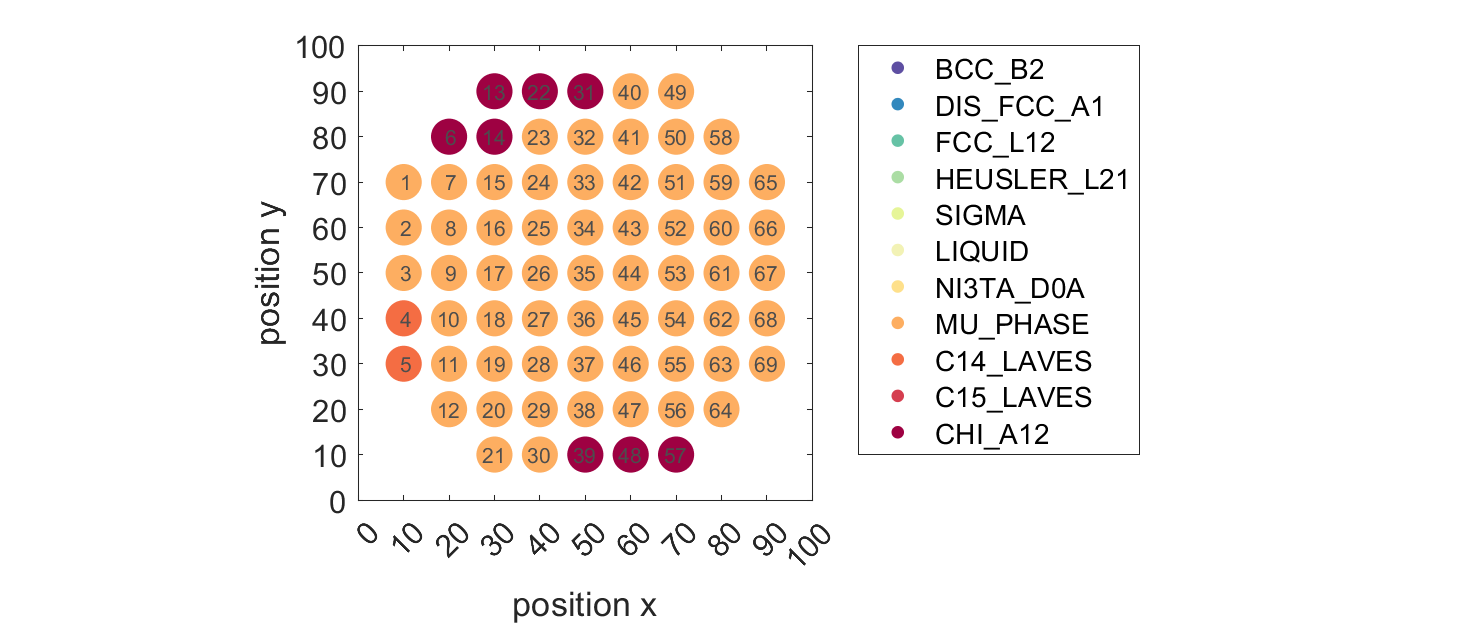 100
90
80
70
60
50
40
30
20
10
0
position y
13 22 31 40 49
6 14 23 32 41 50 58
1 7 15 24 33 42 51 59 65
2 8 16 25 34 43 52 60 66
3 9 17 26 35 44 53 61 67
4 10 18 27 36 45 54 62 68
5 11 19 28 37 46 55 63 69
12 20 29 38 47 56 64
21 30 39 48 57
0 10 20 30 40 50 60 70 80 90 100
position x
BCC_B2
DIS_FCC_A1
FCC_L12
HEUSLER_L21
SIGMA
LIQUID
NI3TA_D0A
MU_PHASE
C14_LAVES
C15_LAVES
CHI_A12